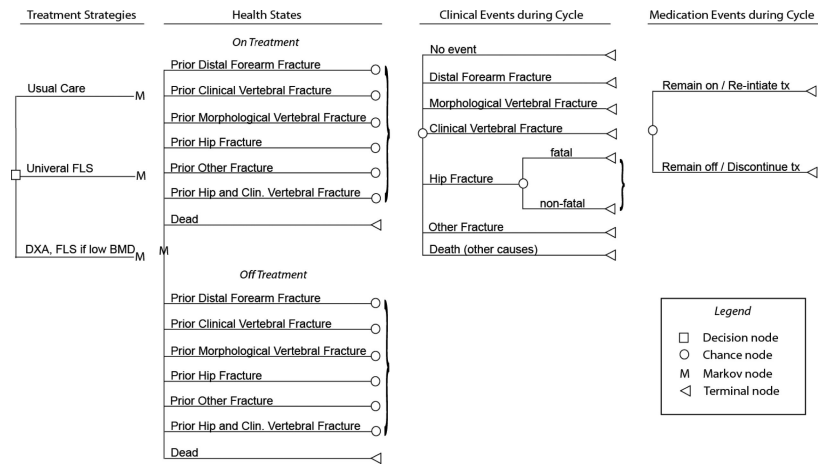 Treatment Strategies
Health States
Clinical Events during Cycle
Medication Events during Cycle
Usual Care
M
Univeral FLS
M
DXA, FLS if low BMD
M
M
On Treatment
Prior Distal Forearm Fracture
Prior Clinical Vertebral Fracture
Prior Morphological Vertebral Fracture
Prior Hip Fracture
Prior Other Fracture
Prior Hip and Clin. Vertebral Fracture
Dead
Off Treatment
Prior Distal Forearm Fracture
Prior Clinical Vertebral Fracture
Prior Morphological Vertebral Fracture
Prior Hip Fracture
Prior Other Fracture
Prior Hip and Clin. Vertebral Fracture
Dead
No event
Distal Forearm Fracture
Morphological Vertebral Fracture
Clinical Vertebral Fracture
Hip Fracture
fatal
non-fatal
Other Fracture
Death (other causes)
Remain on / Re-intiate tx
Remain off / Discontinue tx
Legend
Decision node
Chance node
M Markov node
Terminal node